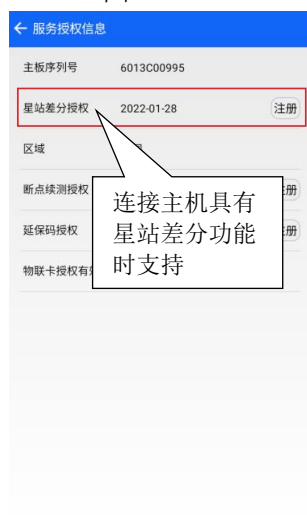 ← 服务授权信息
主板序列号 6013C00995
星站差分授权 2022-01-28 注册
区域
断点续测授权 册
连接主机具有
星站差分功能
时支持
延保码授权 册
物联卡授权有